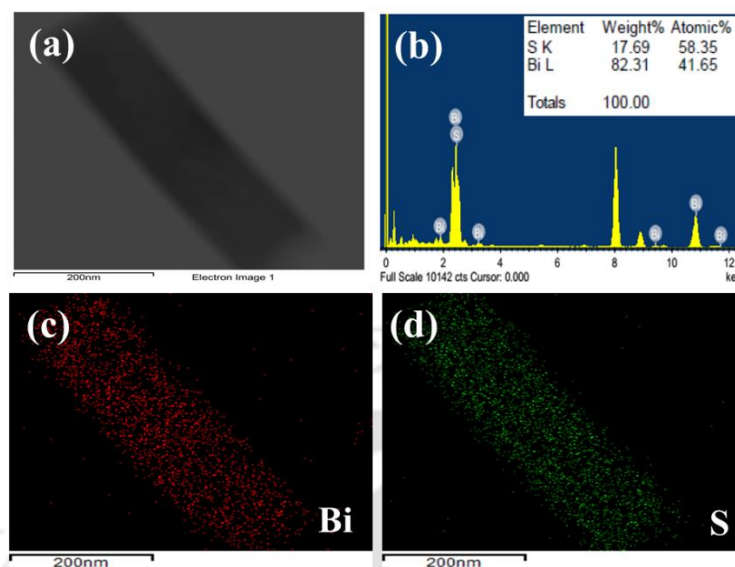 (a)
200nm
Electron Image 1
(b)
Element Weight% Atomic%
S K 17.69 58.35
Bi L 82.31 41.65
Totals 100.00
Bi
S
Bi
Bi
Bi
Bi
Bi
0 2 4 6 8 10 12
Full Scale 10142 cts Cursor: 0.000
(c)
Bi
200nm
(d)
S
200nm